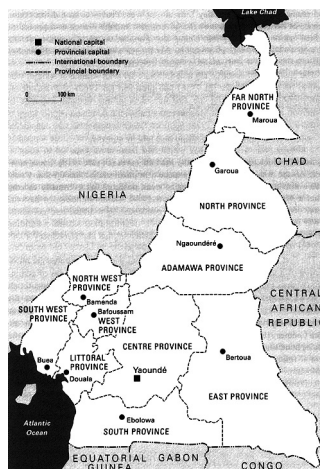 Lake Chad
National capital
Provincial capital
International boundary
Provincial boundary
0 100 km
FAR NORTH
PROVINCE
Maroua
CHAD
Garoua
NIGERIA
NORTH PROVINCE
Ngaoundéré
ADAMAWA PROVINCE
NORTH WEST
PROVINCE
Bamenda
CENTRAL
AFRICAN
REPUBLIC
SOUTH WEST
PROVINCE
Bafoussam
WEST
PROVINCE
CENTRE PROVINCE
LITTORAL
PROVINCE
Buea
Douala
Yaoundé
Bertoua
EAST PROVINCE
Ebolowa
SOUTH PROVINCE
Atlantic
Ocean
EQUATORIAL
GUINEA
GABON
CONGO